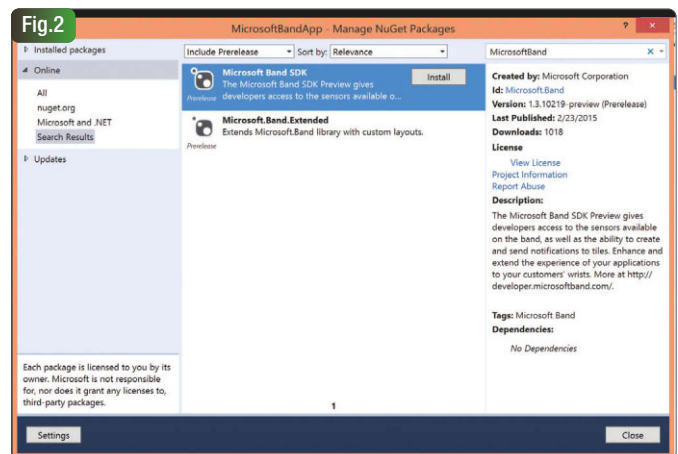 Fig.2
MicrosoftBandApp - Manage NuGet Packages
?
×
Installed packages
Online
All
nuget.org
Microsoft and .NET
Search Results
Updates
Each package is licensed to you by its
owner. Microsoft is not responsible
for, nor does it grant any licenses to,
third-party packages.
Include Prerelease
Sort by: Relevance
Microsoft Band SDK
The Microsoft Band SDK Preview gives
developers access to the sensors available o...
Prerelease
Install
Microsoft.Band.Extended
Extends Microsoft.Band library with custom layouts.
Prerelease
1
MicrosoftBand
×
Created by: Microsoft Corporation
Id: Microsoft.Band
Version: 1.3.10219-preview (Prerelease)
Last Published: 2/23/2015
Downloads: 1018
License
View License
Project Information
Report Abuse
Description:
The Microsoft Band SDK Preview gives
developers access to the sensors available
on the band, as well as the ability to create
and send notifications to tiles. Enhance and
extend the experience of your applications
to your customers' wrists. More at http://
developer.microsoftband.com/.
Tags: Microsoft Band
Dependencies:
No Dependencies
Settings
Close